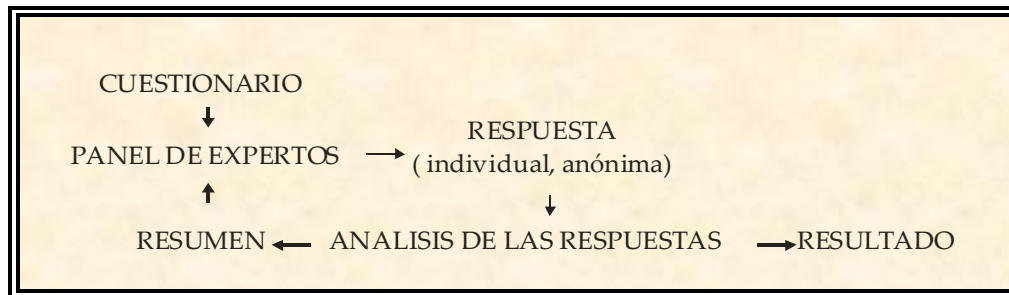 CUESTIONARIO
PANEL DE EXPERTOS
RESPUESTA
( individual, anónima)
RESUMEN
ANALISIS DE LAS RESPUESTAS
RESULTADO